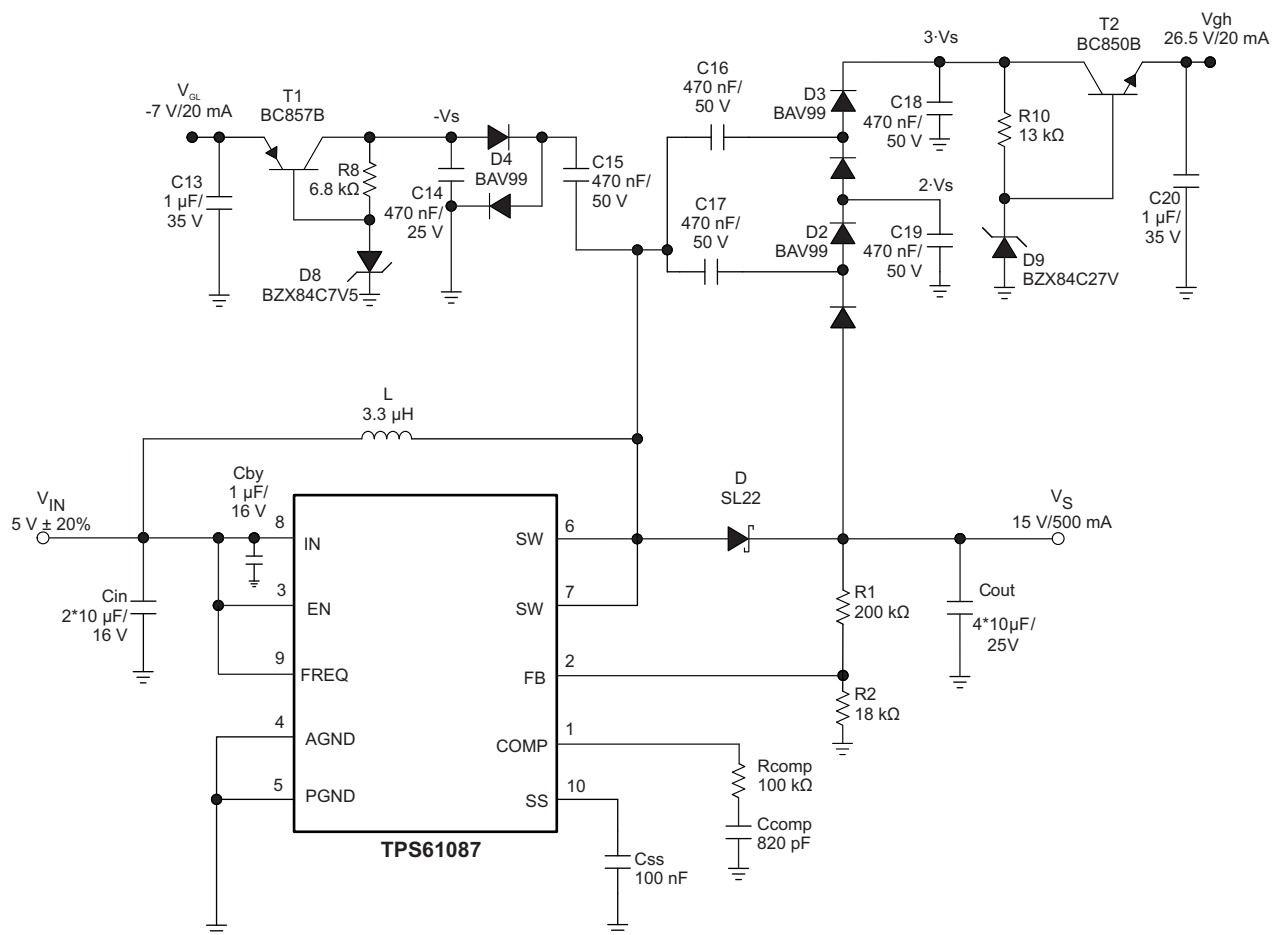 V_GL
-7 V/20 mA
T1
BC857B
C13
1 µF/
35 V
R8
6.8 kΩ
D8
BZX84C7V5
-Vs
C14
470 nF/
25 V
D4
BAV99
C15
470 nF/
50 V
C16
470 nF/
50 V
C17
470 nF/
50 V
D3
BAV99
D2
BAV99
3·Vs
C18
470 nF/
50 V
2·Vs
C19
470 nF/
50 V
R10
13 kΩ
D9
BZX84C27V
T2
BC850B
Vgh
26.5 V/20 mA
C20
1 µF/
35 V
L
3.3 µH
V_IN
5 V ± 20%
Cin
2*10 µF/
16 V
Cby
1 µF/
16 V
8
IN
3
EN
9
FREQ
4
AGND
5
PGND
6
SW
7
SW
2
FB
1
COMP
10
SS
TPS61087
D
SL22
V_S
15 V/500 mA
R1
200 kΩ
R2
18 kΩ
Cout
4*10µF/
25V
Rcomp
100 kΩ
Ccomp
820 pF
Css
100 nF